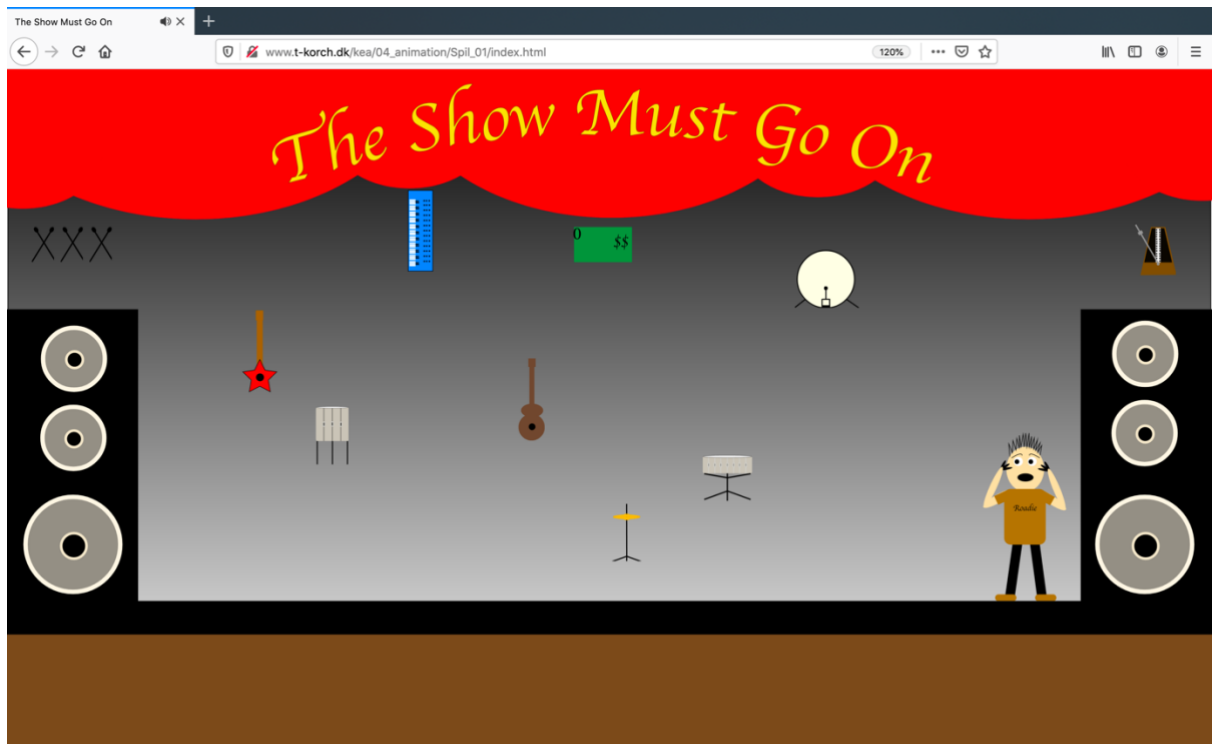 The Show Must Go On
www.t-korch.dk/kea/04_animation/Spil_01/index.html
120%
The Show Must Go On
0
$$
Roadie